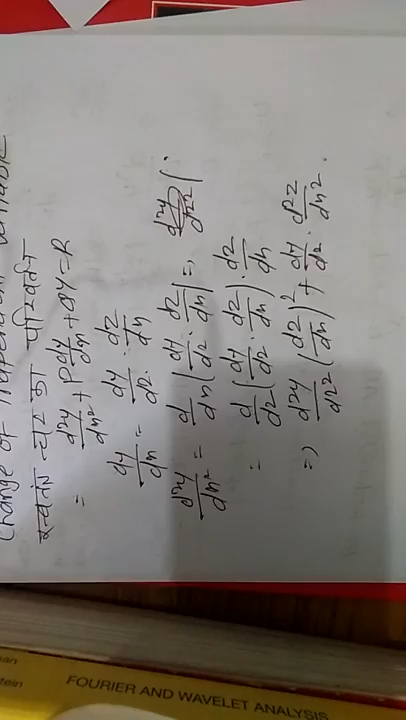 change of Independent variable
स्वतंत्र चर का परिवर्तन
= d²y/dx² + P dy/dx + Qy = R
dy/dx = dy/dz · dz/dx
d²y/dx² = d/dx (dy/dz · dz/dx) =,
= d/dz (dy/dz · dz/dx) · dz/dx
=) d²y/dz² (dz/dx)² + dy/dz · d²z/dx² .
FOURIER AND WAVELET ANALYSIS